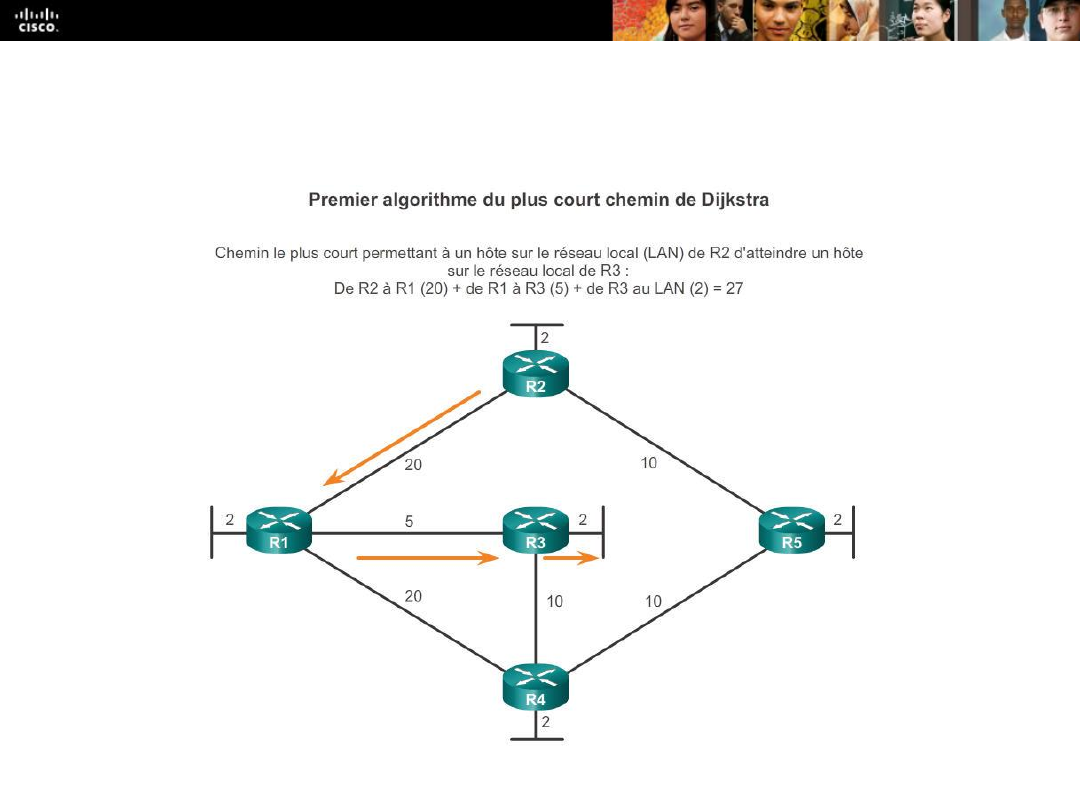 CISCO.
Premier algorithme du plus court chemin de Dijkstra
Chemin le plus court permettant à un hôte sur le réseau local (LAN) de R2 d'atteindre un hôte
sur le réseau local de R3 :
De R2 à R1 (20) + de R1 à R3 (5) + de R3 au LAN (2) = 27
2
R2
20
10
2
R1
5
R3
2
R5
2
20
10
10
R4
2